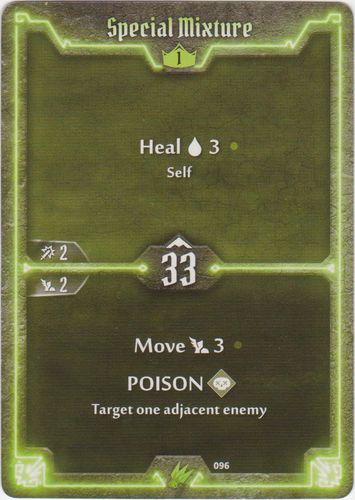 Special Mixture
1
Heal 3
Self
2
33
2
Move 3
POISON
Target one adjacent enemy
096